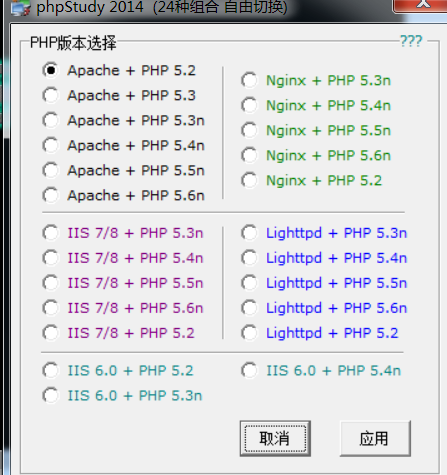 phpStudy 2014 (24种组合 自由切换)
PHP版本选择
???
Apache + PHP 5.2
Apache + PHP 5.3
Apache + PHP 5.3n
Apache + PHP 5.4n
Apache + PHP 5.5n
Apache + PHP 5.6n
Nginx + PHP 5.3n
Nginx + PHP 5.4n
Nginx + PHP 5.5n
Nginx + PHP 5.6n
Nginx + PHP 5.2
IIS 7/8 + PHP 5.3n
IIS 7/8 + PHP 5.4n
IIS 7/8 + PHP 5.5n
IIS 7/8 + PHP 5.6n
IIS 7/8 + PHP 5.2
Lighttpd + PHP 5.3n
Lighttpd + PHP 5.4n
Lighttpd + PHP 5.5n
Lighttpd + PHP 5.6n
Lighttpd + PHP 5.2
IIS 6.0 + PHP 5.2
IIS 6.0 + PHP 5.3n
IIS 6.0 + PHP 5.4n
取消
应用